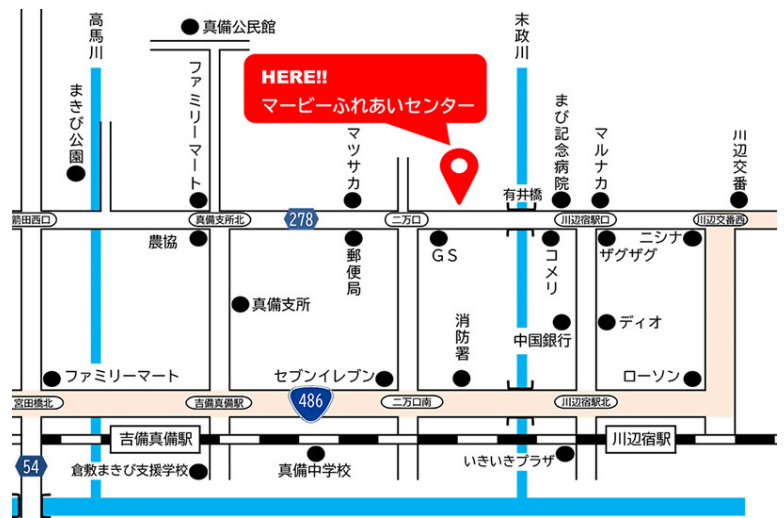 高馬川
真備公民館
末政川
HERE!!
マービーふれあいセンター
まきび公園
ファミリーマート
マツサカ
まび記念病院
マルナカ
川辺交番
有井橋
箭田西口
真備支所北
278
二万口
川辺宿駅口
川辺交番西
農協
郵便局
GS
コメリ
ザグザグ
ニシナ
真備支所
消防署
中国銀行
ディオ
ファミリーマート
セブンイレブン
ローソン
宮田橋北
吉備真備駅
486
二万口南
川辺宿駅北
吉備真備駅
川辺宿駅
54
倉敷まきび支援学校
真備中学校
いきいきプラザ